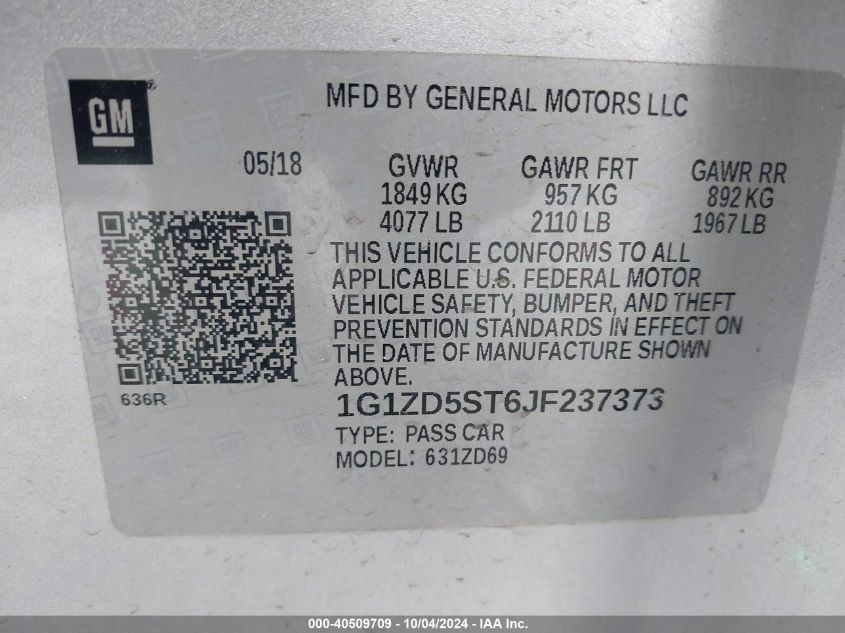 GM
MFD BY GENERAL MOTORS LLC
05/18 GVWR GAWR FRT GAWR RR
1849 KG 957 KG 892 KG
4077 LB 2110 LB 1967 LB
THIS VEHICLE CONFORMS TO ALL
APPLICABLE U.S. FEDERAL MOTOR
VEHICLE SAFETY, BUMPER, AND THEFT
PREVENTION STANDARDS IN EFFECT ON
THE DATE OF MANUFACTURE SHOWN
ABOVE.
636R
1G1ZD5ST6JF237373
TYPE: PASS CAR
MODEL: 631ZD69
000-40509709 - 10/04/2024 - IAA Inc.